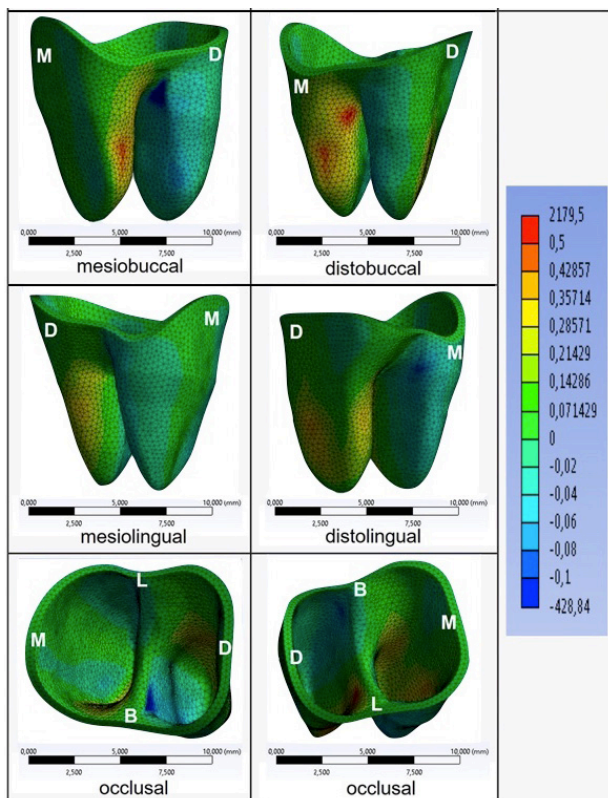 M
D
0,000
5,000
10,000 (mm)
2,500
7,500
mesiobuccal
M
D
0,000
5,000
10,000 (mm)
2,500
7,500
distobuccal
D
M
0,000
5,000
10,000 (mm)
2,500
7,500
mesiolingual
D
M
0,000
5,000
10,000 (mm)
2,500
7,500
distolingual
L
M
D
B
0,000
5,000
10,000 (mm)
2,500
7,500
occlusal
B
M
D
L
0,000
5,000
10,000 (mm)
2,500
7,500
occlusal
2179,5
0,5
0,42857
0,35714
0,28571
0,21429
0,14286
0,071429
0
-0,02
-0,04
-0,06
-0,08
-0,1
-428,84